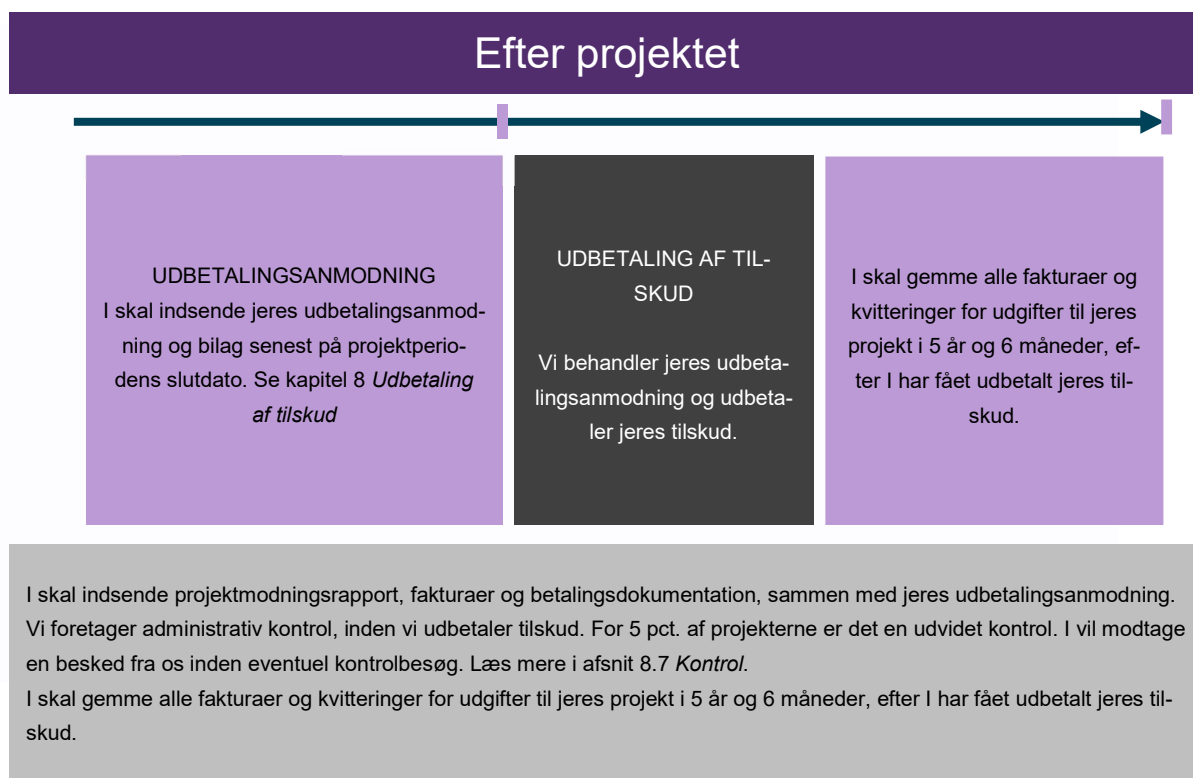 Efter projektet
UDBETALINGSANMODNING
I skal indsende jeres udbetalingsanmod-
ning og bilag senest på projektperio-
dens slutdato. Se kapitel 8 Udbetaling
af tilskud
UDBETALING AF TIL-
SKUD
Vi behandler jeres udbeta-
lingsanmodning og udbeta-
ler jeres tilskud.
I skal gemme alle fakturaer og
kvitteringer for udgifter til jeres
projekt i 5 år og 6 måneder, ef-
ter I har fået udbetalt jeres til-
skud.
I skal indsende projektmodningsrapport, fakturaer og betalingsdokumentation, sammen med jeres udbetalingsanmodning.
Vi foretager administrativ kontrol, inden vi udbetaler tilskud. For 5 pct. af projekterne er det en udvidet kontrol. I vil modtage
en besked fra os inden eventuel kontrolbesøg. Læs mere i afsnit 8.7 Kontrol.
I skal gemme alle fakturaer og kvitteringer for udgifter til jeres projekt i 5 år og 6 måneder, efter I har fået udbetalt jeres til-
skud.